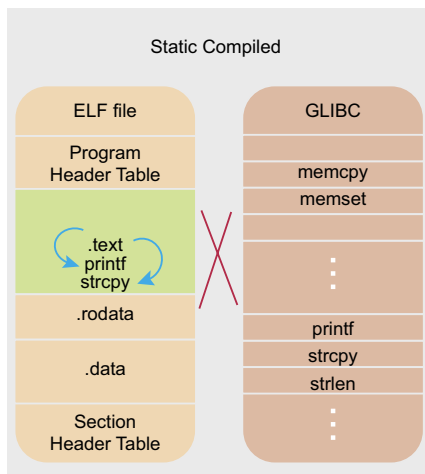 Static Compiled
ELF file
Program
Header Table
.text
printf
strcpy
.rodata
.data
Section
Header Table
GLIBC
memcpy
memset
printf
strcpy
strlen